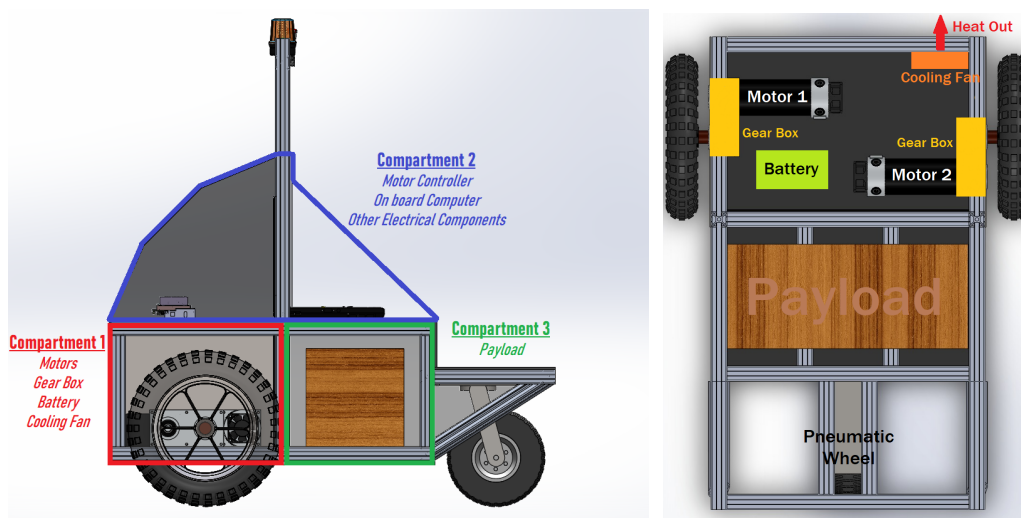 Compartment 2
Motor Controller
On board Computer
Other Electrical Components
Compartment 1
Motors
Gear Box
Battery
Cooling Fan
Compartment 3
Payload
Heat Out
Cooling Fan
Motor 1
Gear Box
Gear Box
Battery
Motor 2
Payload
Pneumatic
Wheel